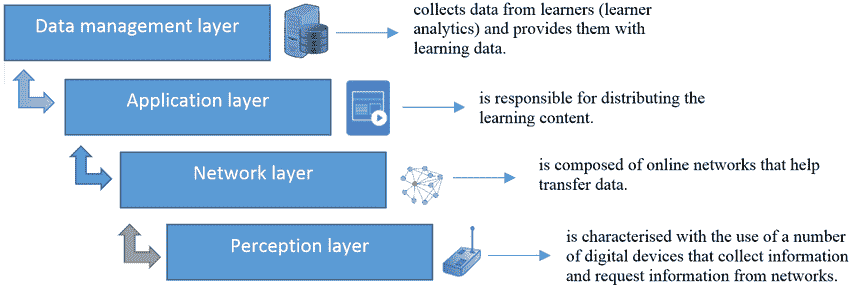 Data management layer
collects data from learners (learner
analytics) and provides them with
learning data.
Application layer
is responsible for distributing the
learning content.
Network layer
is composed of online networks that help
transfer data.
Perception layer
is characterised with the use of a number
of digital devices that collect information
and request information from networks.